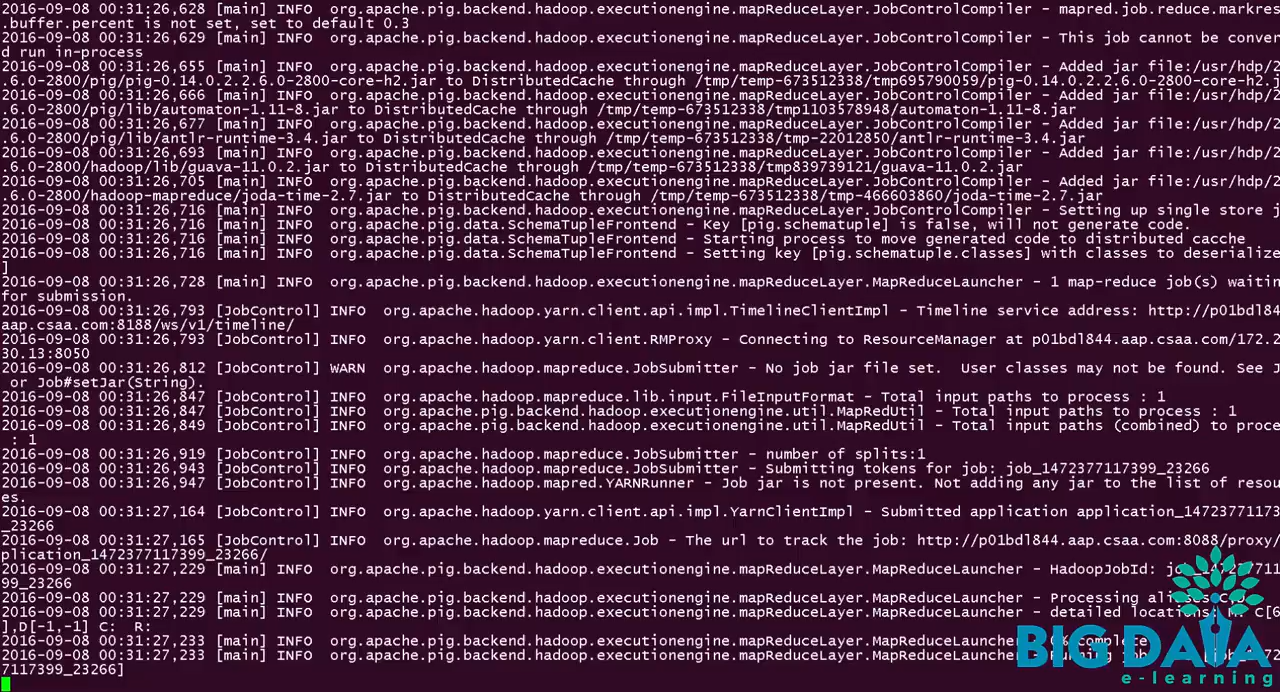 2016-09-08 00:31:26,628 [main] INFO  org.apache.pig.backend.hadoop.executionengine.mapReduceLayer.JobControlCompiler - mapred.job.reduce.markres
.buffer.percent is not set, set to default 0.3
2016-09-08 00:31:26,629 [main] INFO  org.apache.pig.backend.hadoop.executionengine.mapReduceLayer.JobControlCompiler - This job cannot be conver
d run in-process
2016-09-08 00:31:26,655 [main] INFO  org.apache.pig.backend.hadoop.executionengine.mapReduceLayer.JobControlCompiler - Added jar file:/usr/hdp/2
.6.0-2800/pig/pig-0.14.0.2.2.6.0-2800-core-h2.jar to DistributedCache through /tmp/temp-673512338/tmp695790059/pig-0.14.0.2.2.6.0-2800-core-h2.j
2016-09-08 00:31:26,666 [main] INFO  org.apache.pig.backend.hadoop.executionengine.mapReduceLayer.JobControlCompiler - Added jar file:/usr/hdp/2
.6.0-2800/pig/lib/automaton-1.11-8.jar to DistributedCache through /tmp/temp-673512338/tmp1103578948/automaton-1.11-8.jar
2016-09-08 00:31:26,677 [main] INFO  org.apache.pig.backend.hadoop.executionengine.mapReduceLayer.JobControlCompiler - Added jar file:/usr/hdp/2
.6.0-2800/pig/lib/antlr-runtime-3.4.jar to DistributedCache through /tmp/temp-673512338/tmp-22012850/antlr-runtime-3.4.jar
2016-09-08 00:31:26,693 [main] INFO  org.apache.pig.backend.hadoop.executionengine.mapReduceLayer.JobControlCompiler - Added jar file:/usr/hdp/2
.6.0-2800/hadoop/lib/guava-11.0.2.jar to DistributedCache through /tmp/temp-673512338/tmp839739121/guava-11.0.2.jar
2016-09-08 00:31:26,705 [main] INFO  org.apache.pig.backend.hadoop.executionengine.mapReduceLayer.JobControlCompiler - Added jar file:/usr/hdp/2
.6.0-2800/hadoop-mapreduce/joda-time-2.7.jar to DistributedCache through /tmp/temp-673512338/tmp-466603860/joda-time-2.7.jar
2016-09-08 00:31:26,716 [main] INFO  org.apache.pig.backend.hadoop.executionengine.mapReduceLayer.JobControlCompiler - Setting up single store j
2016-09-08 00:31:26,716 [main] INFO  org.apache.pig.data.SchemaTupleFrontend - Key [pig.schematuple] is false, will not generate code.
2016-09-08 00:31:26,716 [main] INFO  org.apache.pig.data.SchemaTupleFrontend - Starting process to move generated code to distributed cacche
2016-09-08 00:31:26,716 [main] INFO  org.apache.pig.data.SchemaTupleFrontend - Setting key [pig.schematuple.classes] with classes to deserialize
]
2016-09-08 00:31:26,728 [main] INFO  org.apache.pig.backend.hadoop.executionengine.mapReduceLayer.MapReduceLauncher - 1 map-reduce job(s) waitin
for submission.
2016-09-08 00:31:26,793 [JobControl] INFO  org.apache.hadoop.yarn.client.api.impl.TimelineClientImpl - Timeline service address: http://p01bdl84
aap.csaa.com:8188/ws/v1/timeline/
2016-09-08 00:31:26,793 [JobControl] INFO  org.apache.hadoop.yarn.client.RMProxy - Connecting to ResourceManager at p01bdl844.aap.csaa.com/172.2
30.13:8050
2016-09-08 00:31:26,812 [JobControl] WARN  org.apache.hadoop.mapreduce.JobSubmitter - No job jar file set.  User classes may not be found. See J
 or Job#setJar(String).
2016-09-08 00:31:26,847 [JobControl] INFO  org.apache.hadoop.mapreduce.lib.input.FileInputFormat - Total input paths to process : 1
2016-09-08 00:31:26,847 [JobControl] INFO  org.apache.pig.backend.hadoop.executionengine.util.MapRedUtil - Total input paths to process : 1
2016-09-08 00:31:26,849 [JobControl] INFO  org.apache.pig.backend.hadoop.executionengine.util.MapRedUtil - Total input paths (combined) to proce
 : 1
2016-09-08 00:31:26,919 [JobControl] INFO  org.apache.hadoop.mapreduce.JobSubmitter - number of splits:1
2016-09-08 00:31:26,943 [JobControl] INFO  org.apache.hadoop.mapreduce.JobSubmitter - Submitting tokens for job: job_1472377117399_23266
2016-09-08 00:31:26,947 [JobControl] INFO  org.apache.hadoop.mapred.YARNRunner - Job jar is not present. Not adding any jar to the list of resou
es.
2016-09-08 00:31:27,164 [JobControl] INFO  org.apache.hadoop.yarn.client.api.impl.YarnClientImpl - Submitted application application_14723771173
_23266
2016-09-08 00:31:27,165 [JobControl] INFO  org.apache.hadoop.mapreduce.Job - The url to track the job: http://p01bdl844.aap.csaa.com:8088/proxy/
plication_1472377117399_23266/
2016-09-08 00:31:27,229 [main] INFO  org.apache.pig.backend.hadoop.executionengine.mapReduceLayer.MapReduceLauncher - HadoopJobId: job_147237711
99_23266
2016-09-08 00:31:27,229 [main] INFO  org.apache.pig.backend.hadoop.executionengine.mapReduceLayer.MapReduceLauncher - Processing aliases
2016-09-08 00:31:27,229 [main] INFO  org.apache.pig.backend.hadoop.executionengine.mapReduceLayer.MapReduceLauncher - detailed locations: M: C[6
],D[-1,-1] C:  R:
2016-09-08 00:31:27,233 [main] INFO  org.apache.pig.backend.hadoop.executionengine.mapReduceLayer.MapReduceLauncher - 0% complete
2016-09-08 00:31:27,233 [main] INFO  org.apache.pig.backend.hadoop.executionengine.mapReduceLayer.MapReduceLauncher - Running
7117399_23266]
BIG DATA
e-learning